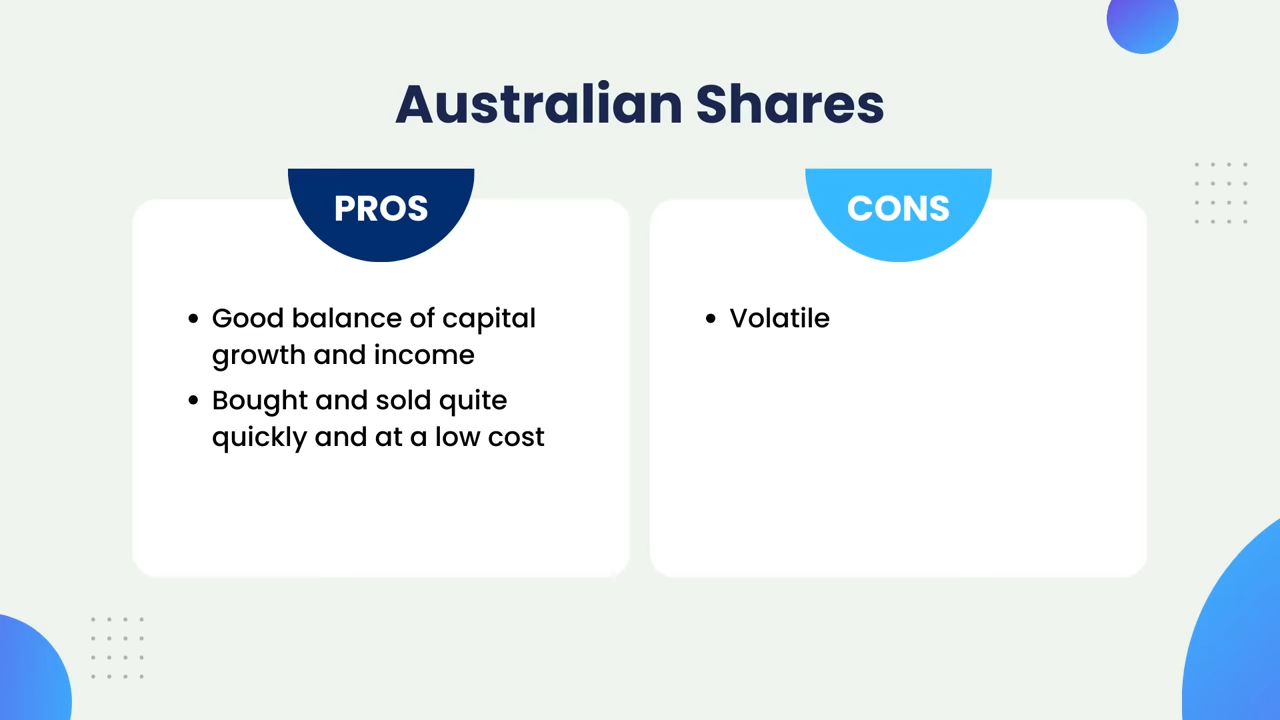 Australian Shares
PROS
Good balance of capital
growth and income
Bought and sold quite
quickly and at a low cost
CONS
Volatile